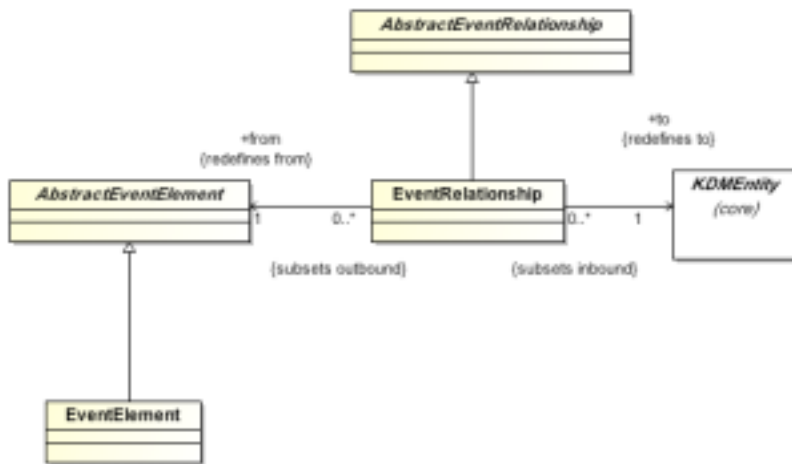 AbstractEventRelationship
+from
{redefines from}
+to
{redefines to}
AbstractEventElement
EventRelationship
KDMEntity
(core)
1
0..*
0..*
1
{subsets outbound}
{subsets inbound}
EventElement